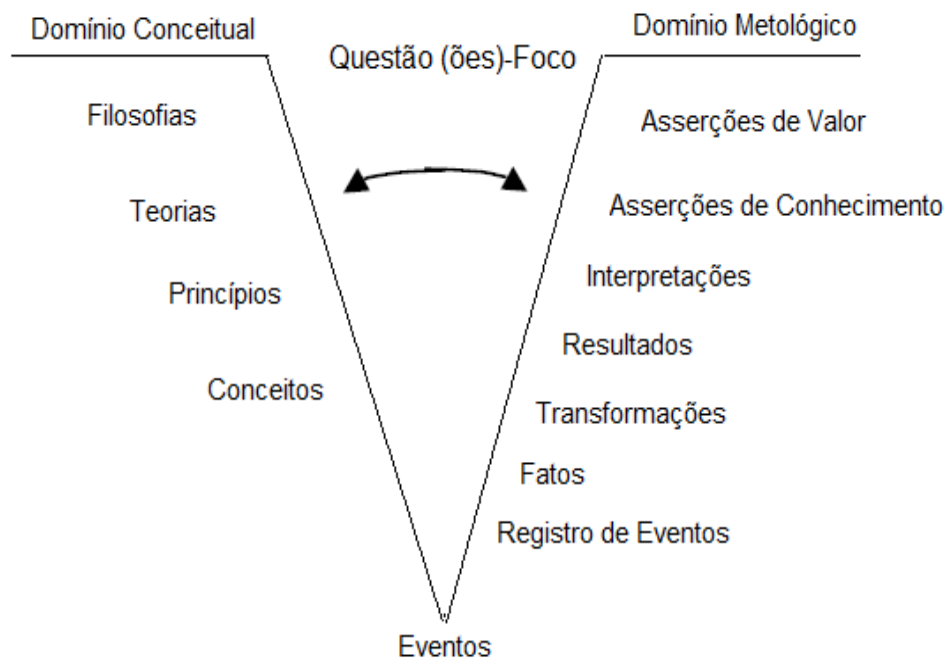 Domínio Conceitual
Questão (ões)-Foco
Domínio Metológico
Filosofias
Teorias
Princípios
Conceitos
Asserções de Valor
Asserções de Conhecimento
Interpretações
Resultados
Transformações
Fatos
Registro de Eventos
Eventos